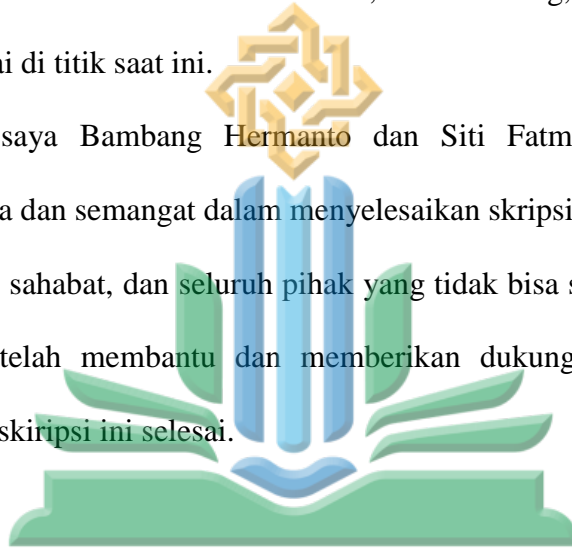 ai di titik saat ini.
saya Bambang Hermanto dan Siti Fatm
a dan semangat dalam menyelesaikan skripsi
sahabat, dan seluruh pihak yang tidak bisa s
telah membantu dan memberikan dukung
skiripsi ini selesai.